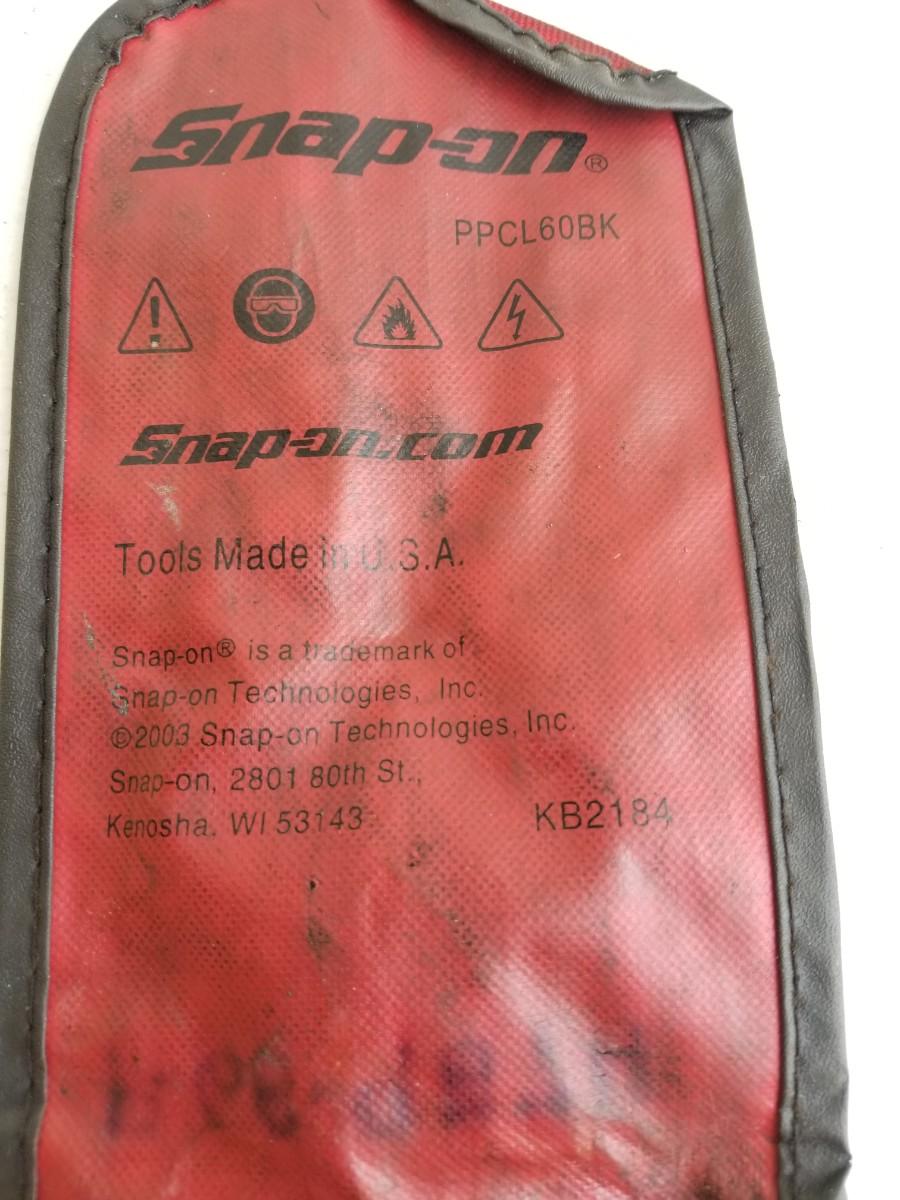 Snap-on®
PPCL60BK
Snap-on.com
Tools Made in U.S.A.
Snap-on® is a trademark of
Snap-on Technologies, Inc.
©2003 Snap-on Technologies, Inc.
Snap-on, 2801 80th St.,
Kenosha, WI 53143 KB2184